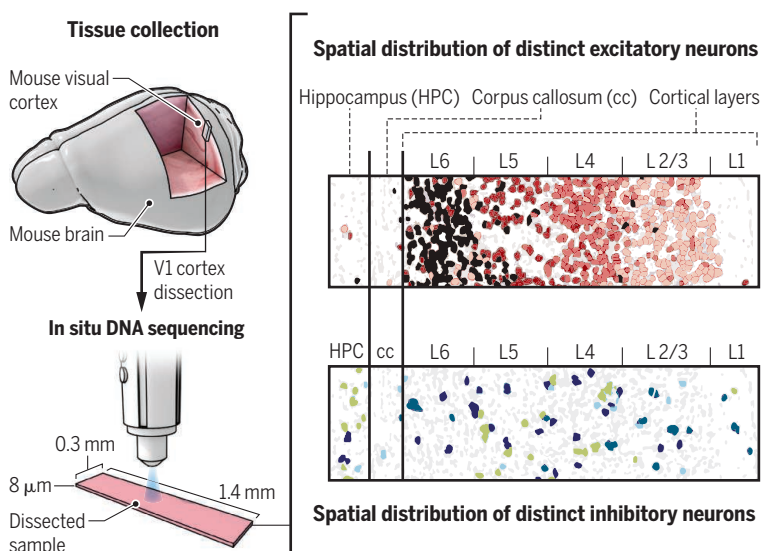 Tissue collection
Mouse visual
cortex
Mouse brain
V1 cortex
dissection
In situ DNA sequencing
0.3 mm
8 μm
1.4 mm
Dissected
sample
Spatial distribution of distinct excitatory neurons
Hippocampus (HPC) Corpus callosum (cc) Cortical layers
L6 L5 L4 L 2/3 L1
HPC cc L6 L5 L4 L 2/3 L1
Spatial distribution of distinct inhibitory neurons